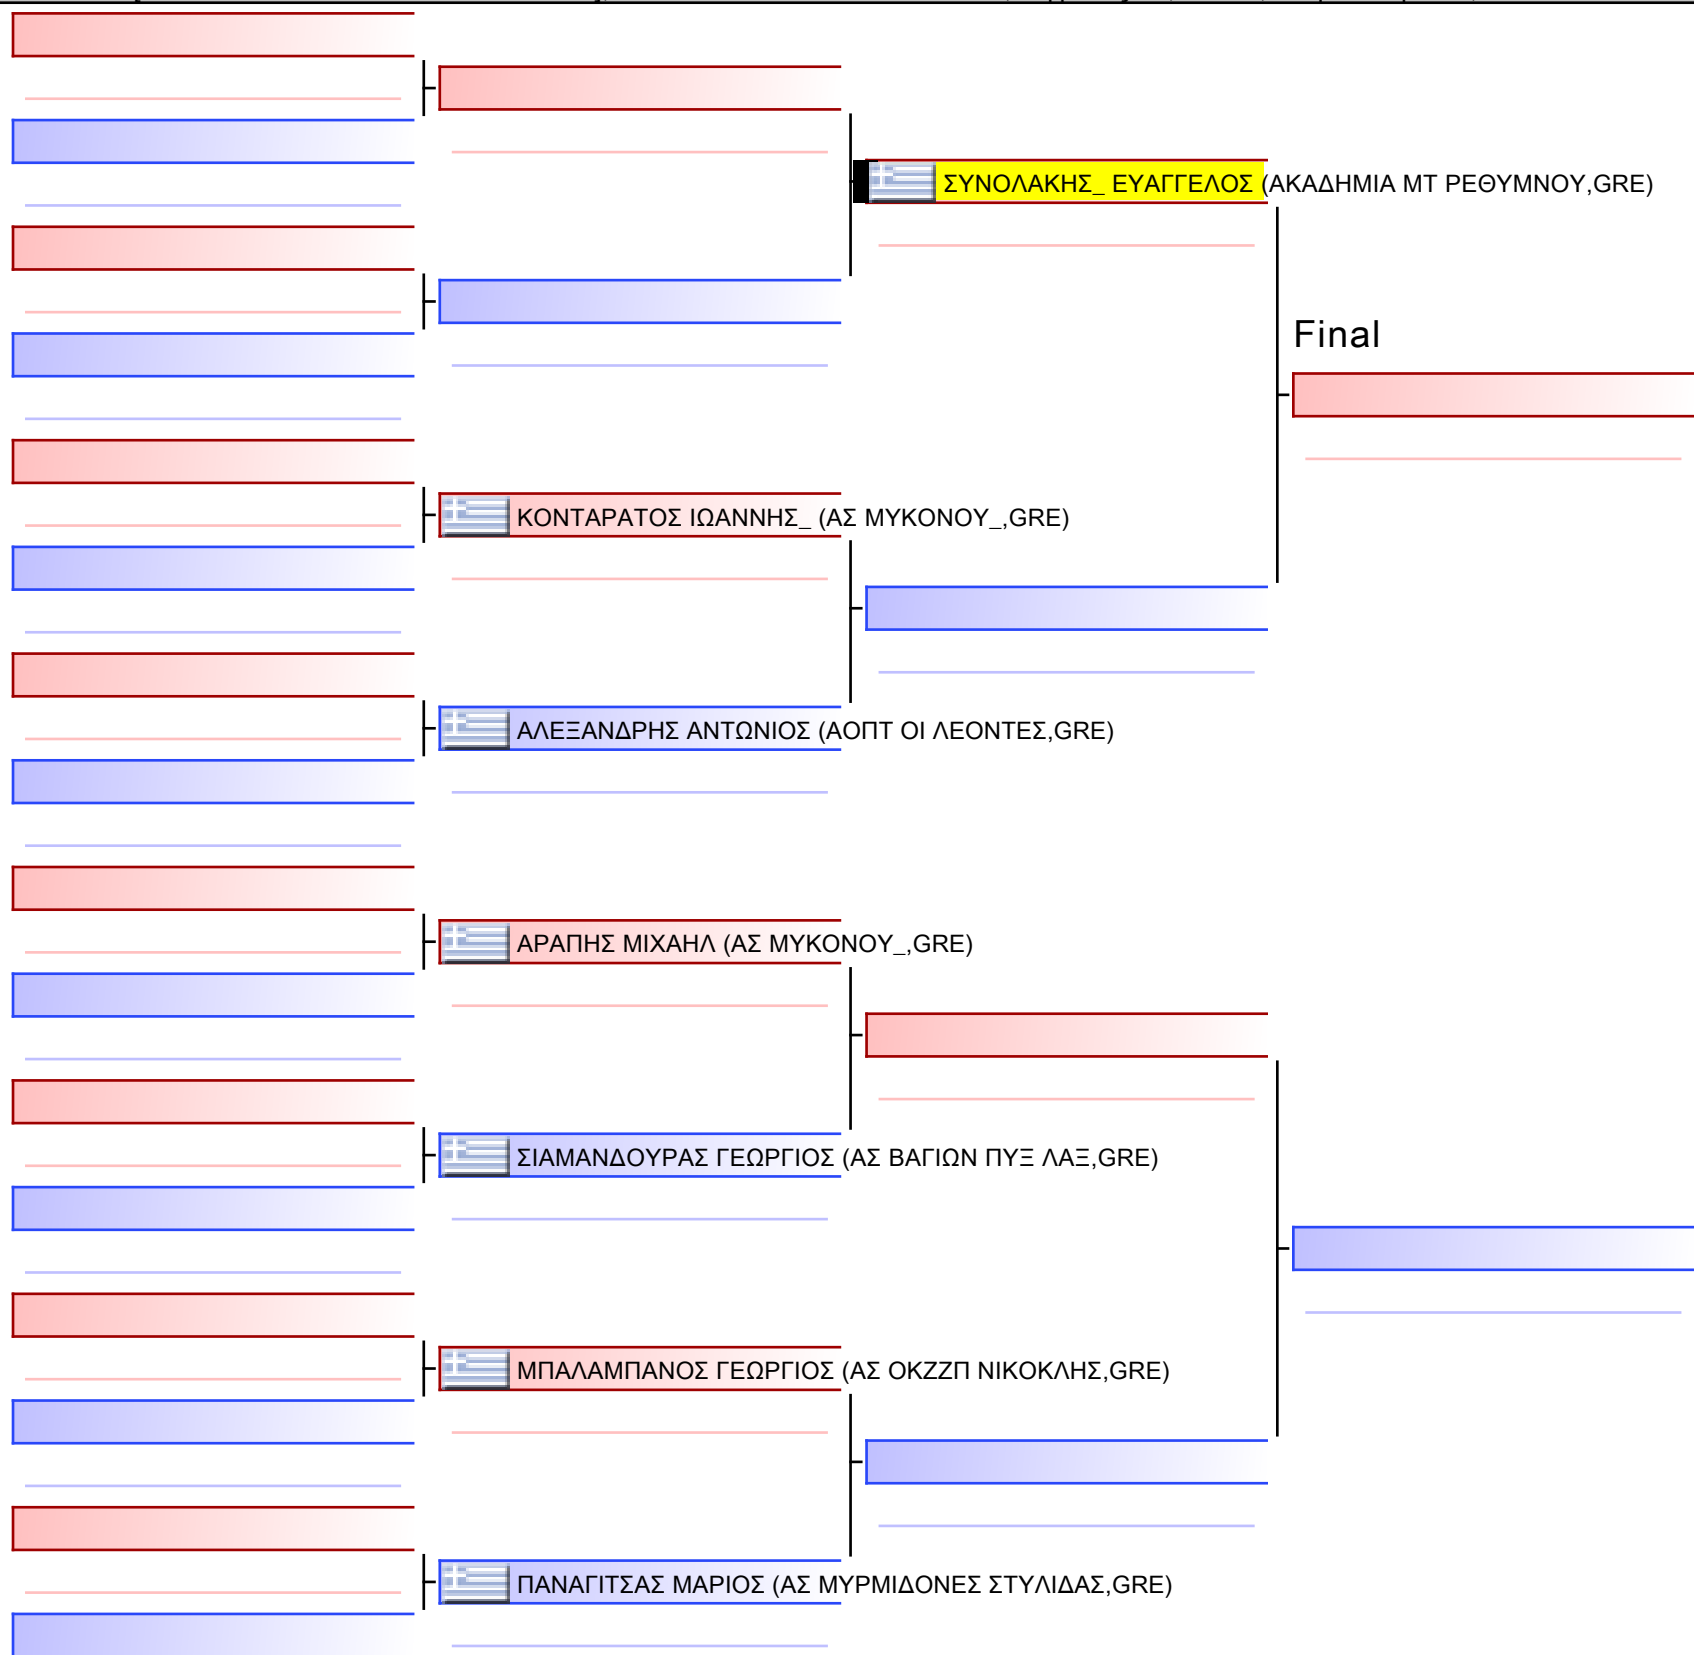 ΣΥΝΟΛΑΚΗΣ_ ΕΥΑΓΓΕΛΟΣ (ΑΚΑΔΗΜΙΑ ΜΤ ΡΕΘΥΜΝΟΥ,GRE)
Final
ΚΟΝΤΑΡΑΤΟΣ ΙΩΑΝΝΗΣ_ (ΑΣ ΜΥΚΟΝΟΥ_,GRE)
ΑΛΕΞΑΝΔΡΗΣ ΑΝΤΩΝΙΟΣ (ΑΟΠΤ ΟΙ ΛΕΟΝΤΕΣ,GRE)
ΑΡΑΠΗΣ ΜΙΧΑΗΛ (ΑΣ ΜΥΚΟΝΟΥ_,GRE)
ΣΙΑΜΑΝΔΟΥΡΑΣ ΓΕΩΡΓΙΟΣ (ΑΣ ΒΑΓΙΩΝ ΠΥΞ ΛΑΞ,GRE)
ΜΠΑΛΑΜΠΑΝΟΣ ΓΕΩΡΓΙΟΣ (ΑΣ ΟΚΖΖΠ ΝΙΚΟΚΛΗΣ,GRE)
ΠΑΝΑΓΙΤΣΑΣ ΜΑΡΙΟΣ (ΑΣ ΜΥΡΜΙΔΟΝΕΣ ΣΤΥΛΙΔΑΣ,GRE)